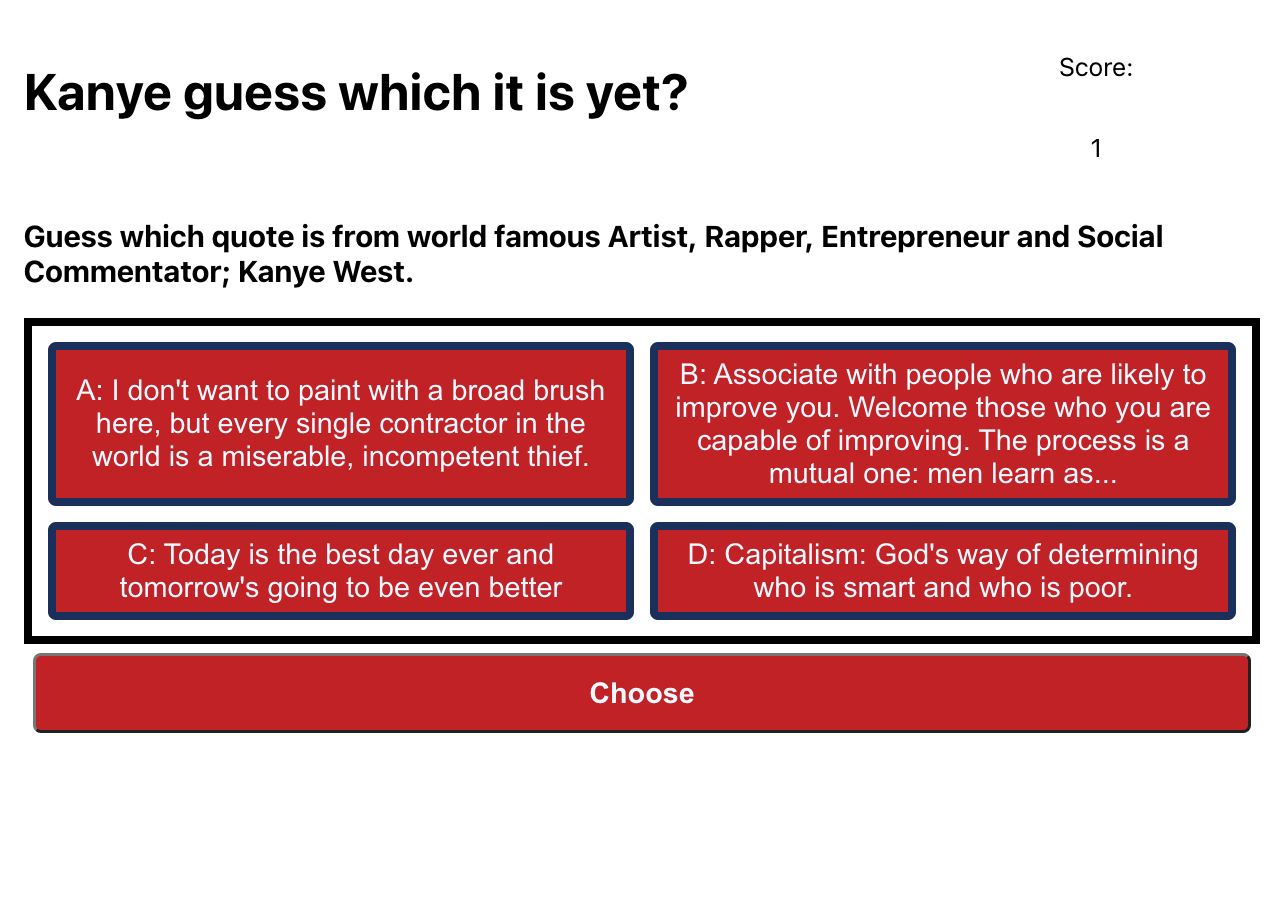 Kanye guess which it is yet?
Score:
1
Guess which quote is from world famous Artist, Rapper, Entrepreneur and Social
Commentator; Kanye West.
A: I don't want to paint with a broad brush
here, but every single contractor in the
world is a miserable, incompetent thief.
B: Associate with people who are likely to
improve you. Welcome those who you are
capable of improving. The process is a
mutual one: men learn as...
C: Today is the best day ever and
tomorrow's going to be even better
D: Capitalism: God's way of determining
who is smart and who is poor.
Choose